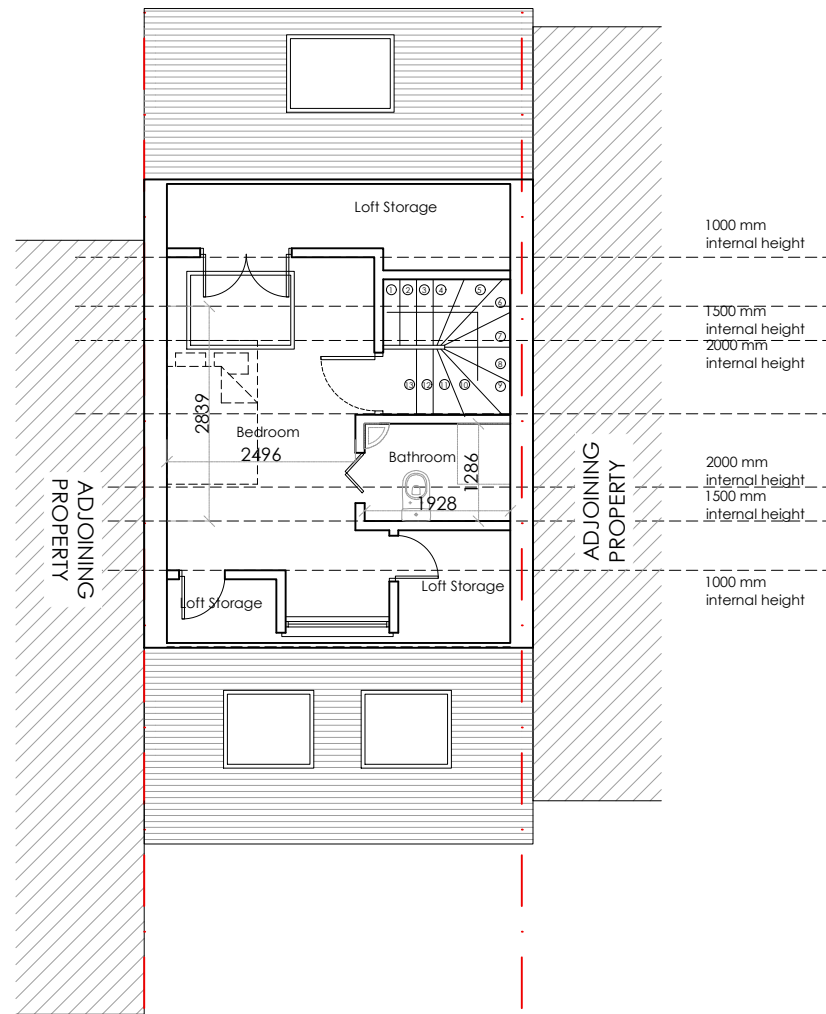 Loft Storage
1000 mm
internal height
1
2
3
4
5
6
1500 mm
internal height
7
2000 mm
internal height
8
13
12
11
10
9
2839
Bedroom
2496
Bathroom
1286
1928
ADJOINING
PROPERTY
ADJOINING
PROPERTY
2000 mm
internal height
1500 mm
internal height
Loft Storage
Loft Storage
1000 mm
internal height